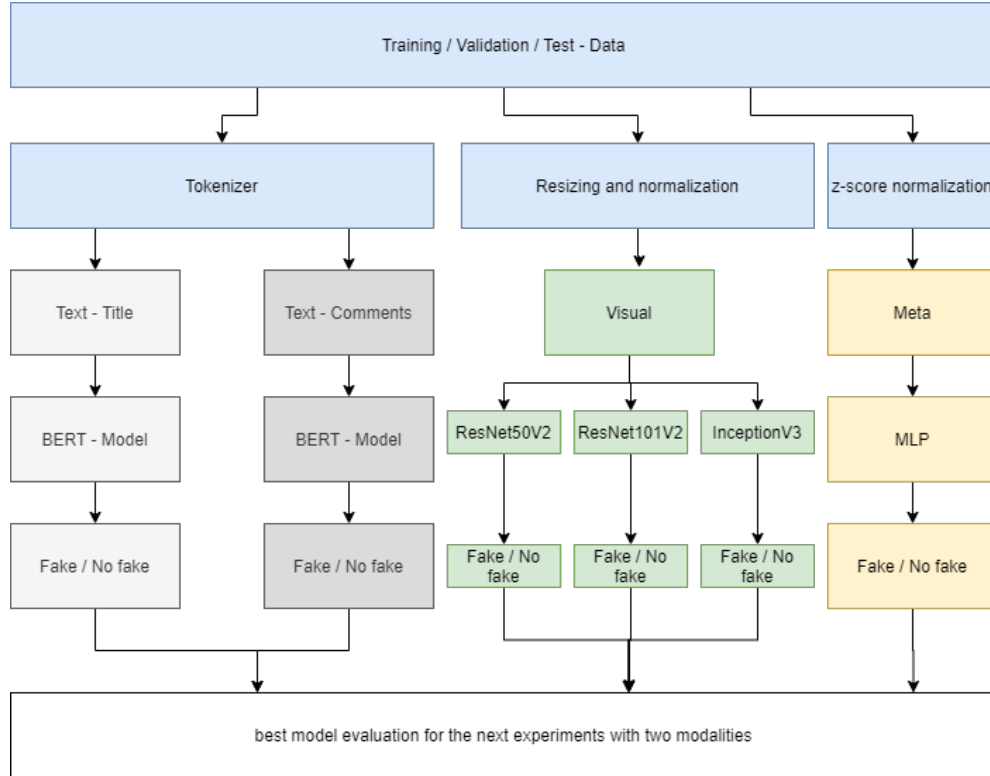 Training / Validation / Test - Data
Tokenizer
Resizing and normalization
z-score normalization
Text - Title
Text - Comments
Visual
Meta
BERT - Model
BERT - Model
ResNet50V2
ResNet101V2
InceptionV3
MLP
Fake / No fake
Fake / No fake
Fake / No
fake
Fake / No
fake
Fake / No
fake
Fake / No fake
best model evaluation for the next experiments with two modalities